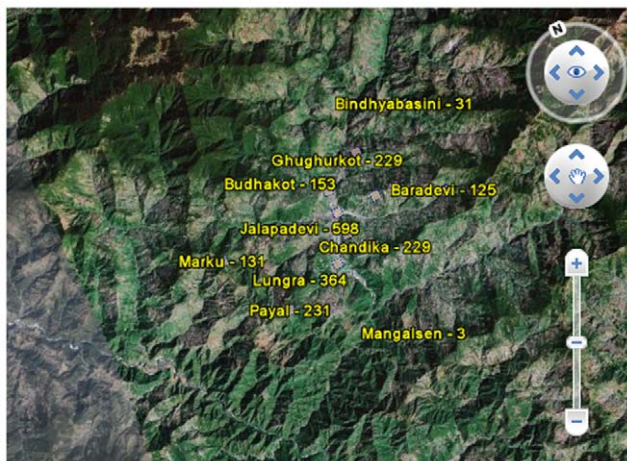 N
Bindhyabasini - 31
Ghughurkot - 229
Budhakot - 153
Baradevi - 125
Jalapadevi - 598
Chandika - 229
Marku - 131
Lungra - 364
Payal - 231
Mangalsen - 3